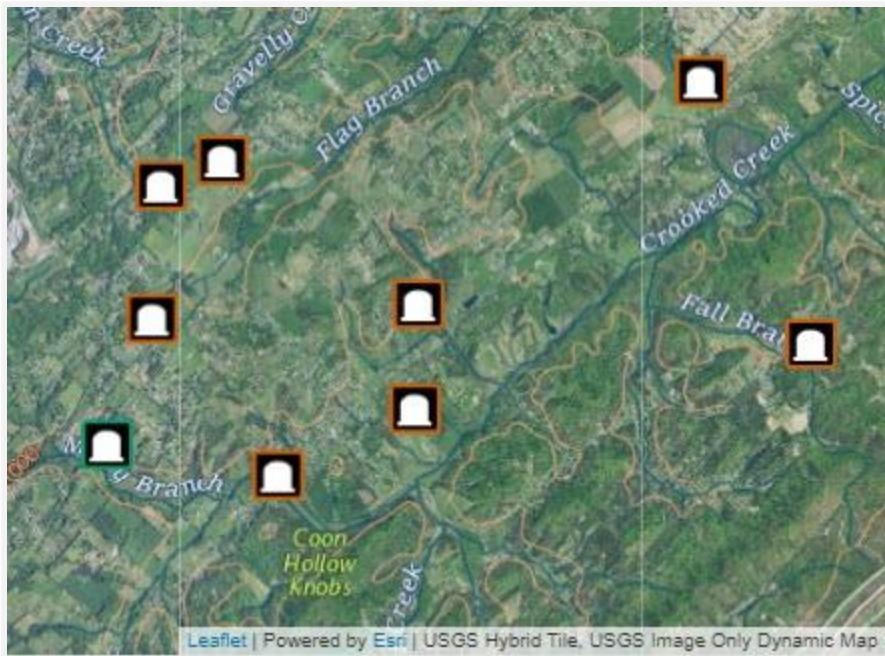 Creek
Gravelly
Flag Branch
Spic
Crooked Creek
Fall Bra
Branch
Coon
Hollow
Knobs
creek
Leaflet | Powered by Esri | USGS Hybrid Tile, USGS Image Only Dynamic Map